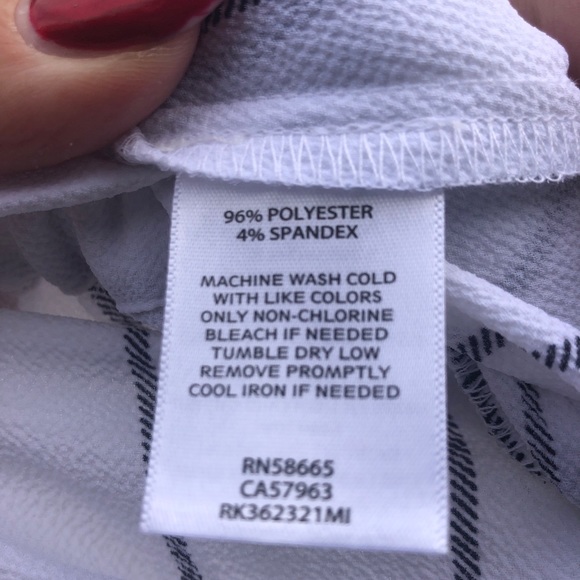 96% POLYESTER
4% SPANDEX
MACHINE WASH COLD
WITH LIKE COLORS
ONLY NON-CHLORINE
BLEACH IF NEEDED
TUMBLE DRY LOW
REMOVE PROMPTLY
COOL IRON IF NEEDED
RN58665
CA57963
RK362321MI